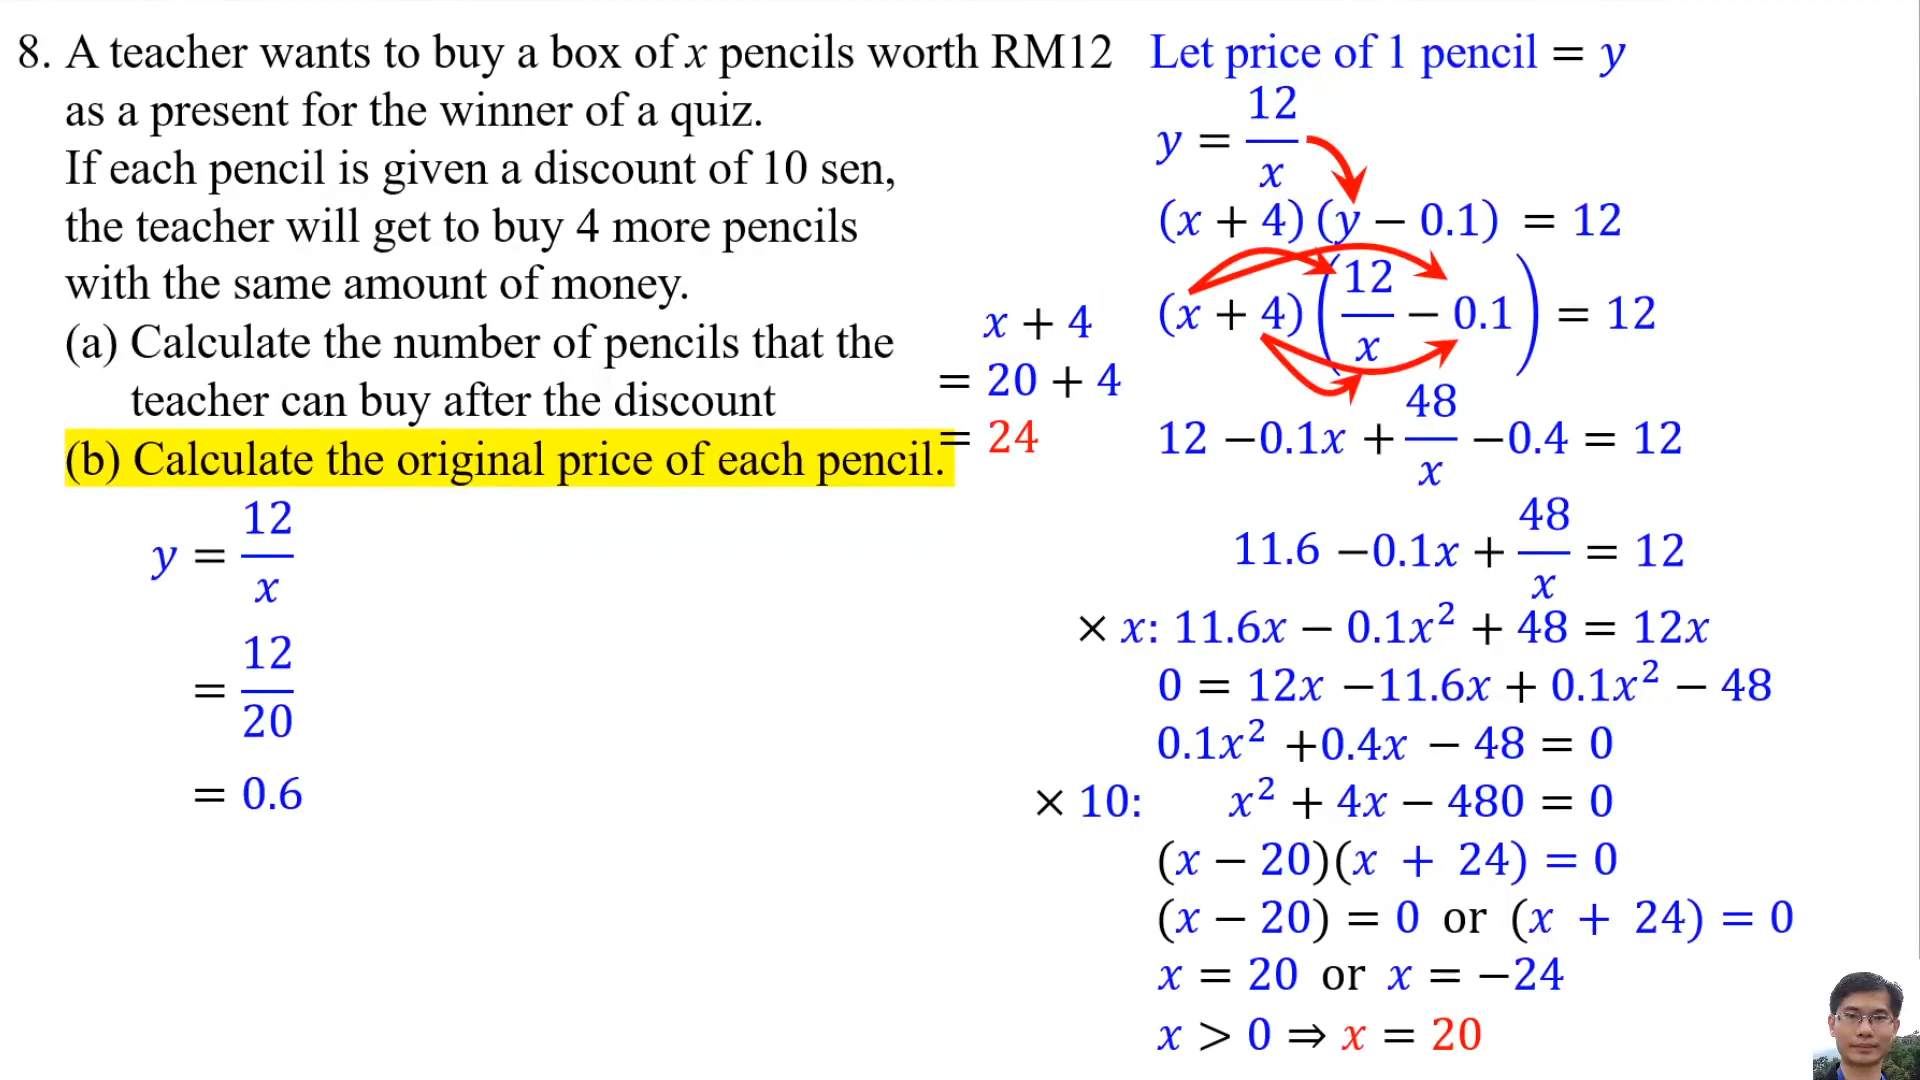 8. A teacher wants to buy a box of x pencils worth RM12
as a present for the winner of a quiz.
If each pencil is given a discount of 10 sen,
the teacher will get to buy 4 more pencils
with the same amount of money.
(a) Calculate the number of pencils that the
teacher can buy after the discount
(b) Calculate the original price of each pencil.
y = 12/x
= 12/20
= 0.6
x + 4
= 20 + 4
= 24
Let price of 1 pencil = y
y = 12/x
(x + 4)(y − 0.1) = 12
(x + 4)(12/x − 0.1) = 12
12 −0.1x + 48/x −0.4 = 12
11.6 −0.1x + 48/x = 12
× x: 11.6x − 0.1x² + 48 = 12x
0 = 12x −11.6x + 0.1x² − 48
0.1x² +0.4x − 48 = 0
× 10: x² + 4x − 480 = 0
(x − 20)(x + 24) = 0
(x − 20) = 0 or (x + 24) = 0
x = 20 or x = −24
x > 0 ⇒ x = 20